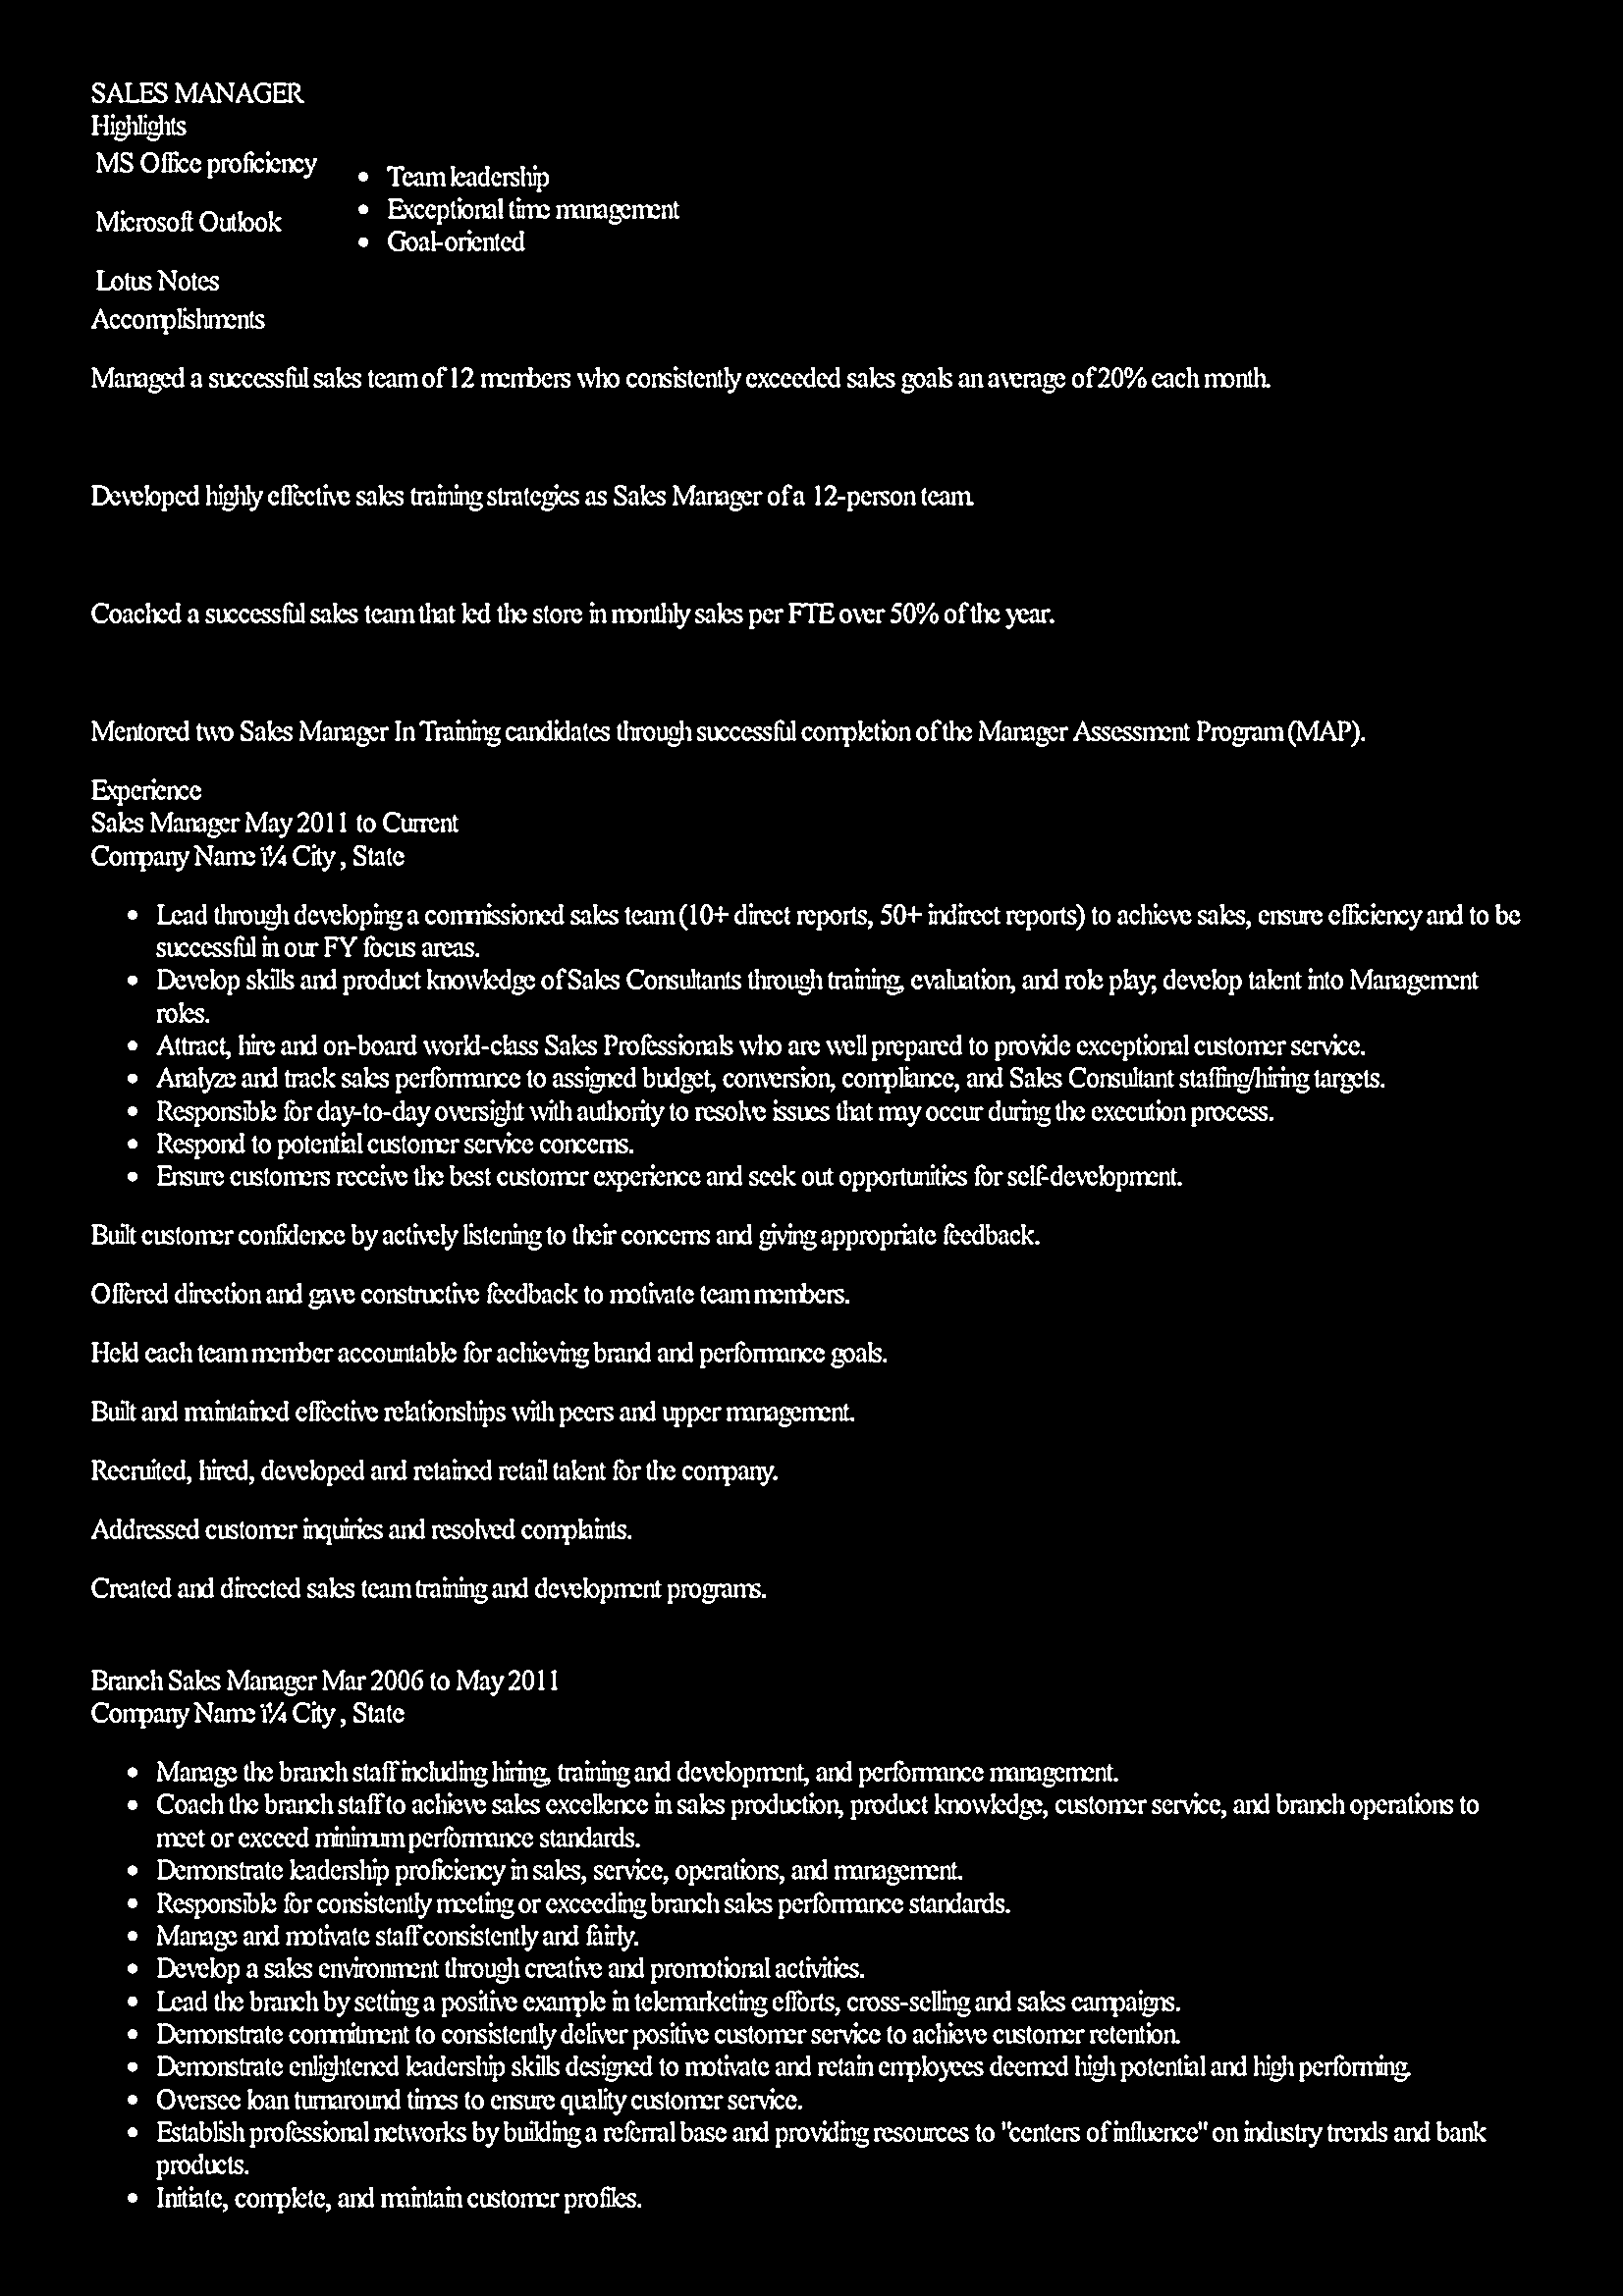 SALES MANAGER
Highlights
MS Office proficiency
Microsoft Outlook
Lotus Notes
• Team leadership
• Exceptional time management
• Goal-oriented
Accomplishments
Managed a successful sales team of 12 members who consistently exceeded sales goals an average of 20% each month.
Developed highly effective sales training strategies as Sales Manager of a 12-person team.
Coached a successful sales team that led the store in monthly sales per FTE over 50% of the year.
Mentored two Sales Manager In Training candidates through successful completion of the Manager Assessment Program (MAP).
Experience
Sales Manager May 2011 to Current
Company Name ï¼ City , State
• Lead through developing a commissioned sales team (10+ direct reports, 50+ indirect reports) to achieve sales, ensure efficiency and to be
successful in our FY focus areas.
• Develop skills and product knowledge of Sales Consultants through training, evaluation, and role play; develop talent into Management
roles.
• Attract, hire and on-board world-class Sales Professionals who are well prepared to provide exceptional customer service.
• Analyze and track sales performance to assigned budget, conversion, compliance, and Sales Consultant staffing/hiring targets.
• Responsible for day-to-day oversight with authority to resolve issues that may occur during the execution process.
• Respond to potential customer service concerns.
• Ensure customers receive the best customer experience and seek out opportunities for self-development.
Built customer confidence by actively listening to their concerns and giving appropriate feedback.
Offered direction and gave constructive feedback to motivate team members.
Held each team member accountable for achieving brand and performance goals.
Built and maintained effective relationships with peers and upper management.
Recruited, hired, developed and retained retail talent for the company.
Addressed customer inquiries and resolved complaints.
Created and directed sales team training and development programs.
Branch Sales Manager Mar 2006 to May 2011
Company Name ï¼ City , State
• Manage the branch staff including hiring, training and development, and performance management.
• Coach the branch staff to achieve sales excellence in sales production, product knowledge, customer service, and branch operations to
meet or exceed minimum performance standards.
• Demonstrate leadership proficiency in sales, service, operations, and management.
• Responsible for consistently meeting or exceeding branch sales performance standards.
• Manage and motivate staff consistently and fairly.
• Develop a sales environment through creative and promotional activities.
• Lead the branch by setting a positive example in telemarketing efforts, cross-selling and sales campaigns.
• Demonstrate commitment to consistently deliver positive customer service to achieve customer retention.
• Demonstrate enlightened leadership skills designed to motivate and retain employees deemed high potential and high performing.
• Oversee loan turnaround times to ensure quality customer service.
• Establish professional networks by building a referral base and providing resources to "centers of influence" on industry trends and bank
products.
• Initiate, complete, and maintain customer profiles.